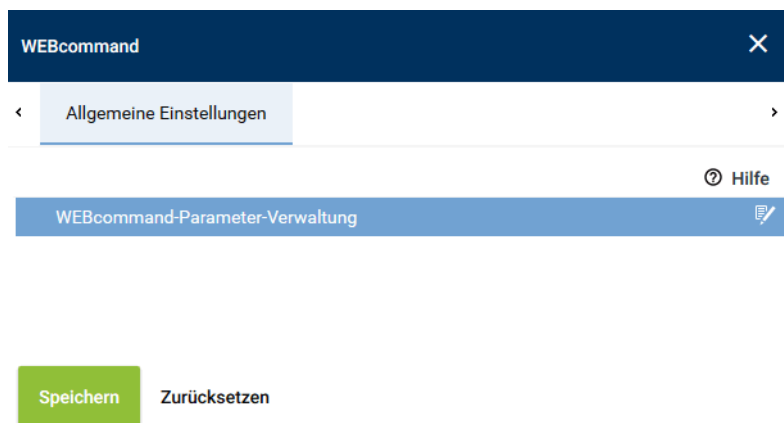 WEBcommand
Allgemeine Einstellungen
Hilfe
WEBcommand-Parameter-Verwaltung
Speichern Zurücksetzen